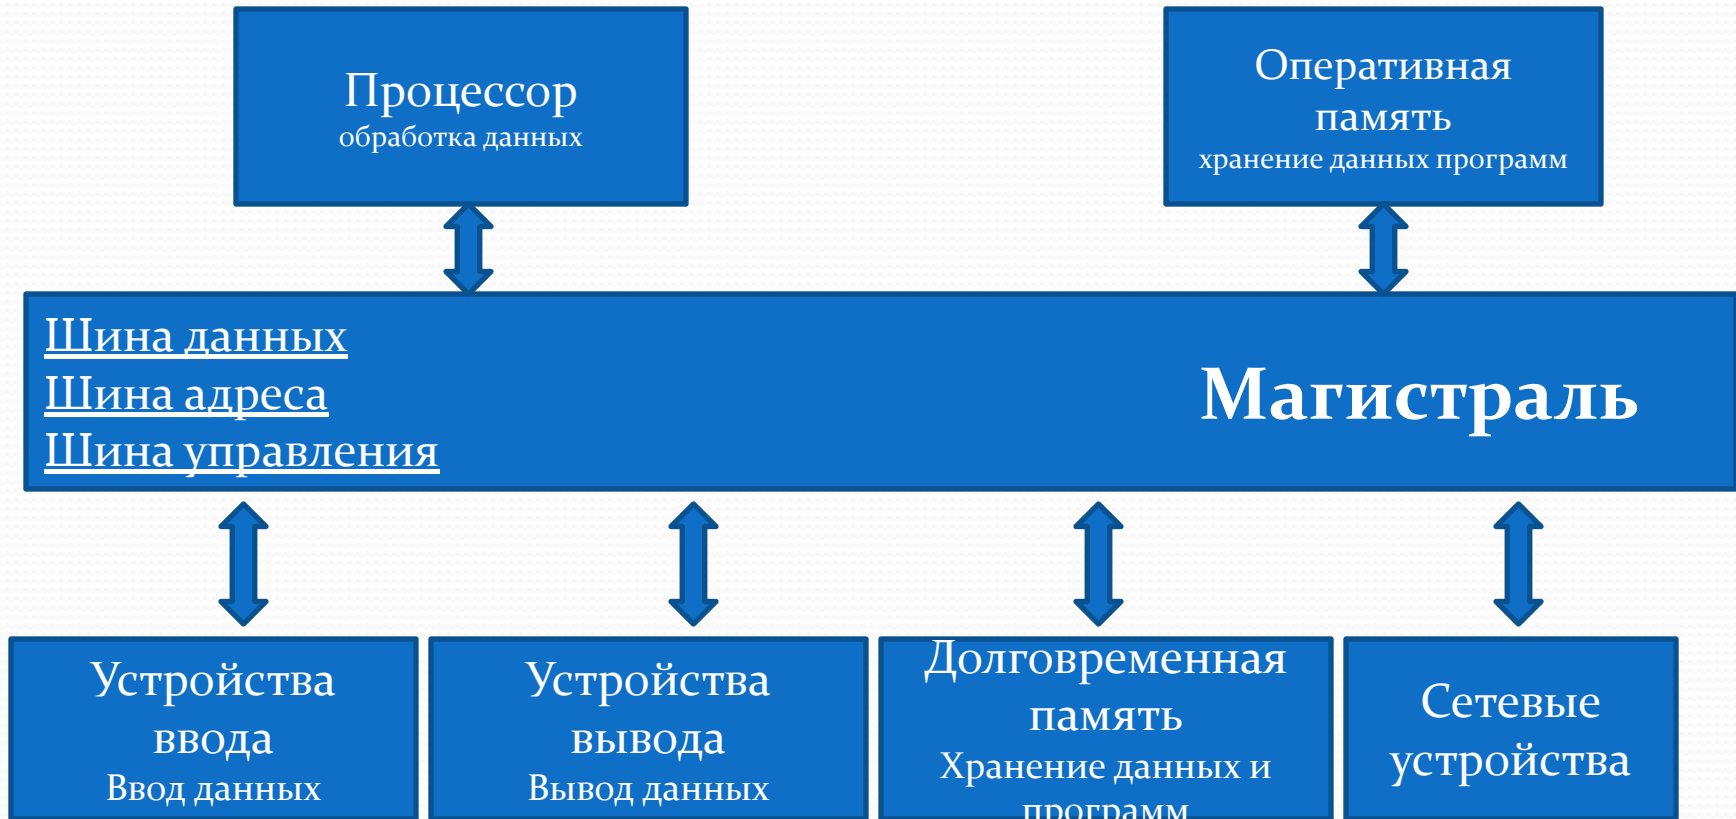 Процессор
обработка данных
Оперативная
память
хранение данных программ
Шина данных
Шина адреса
Шина управления
Магистраль
Устройства
ввода
Ввод данных
Устройства
вывода
Вывод данных
Долговременная
память
Хранение данных и
программ
Сетевые
устройства